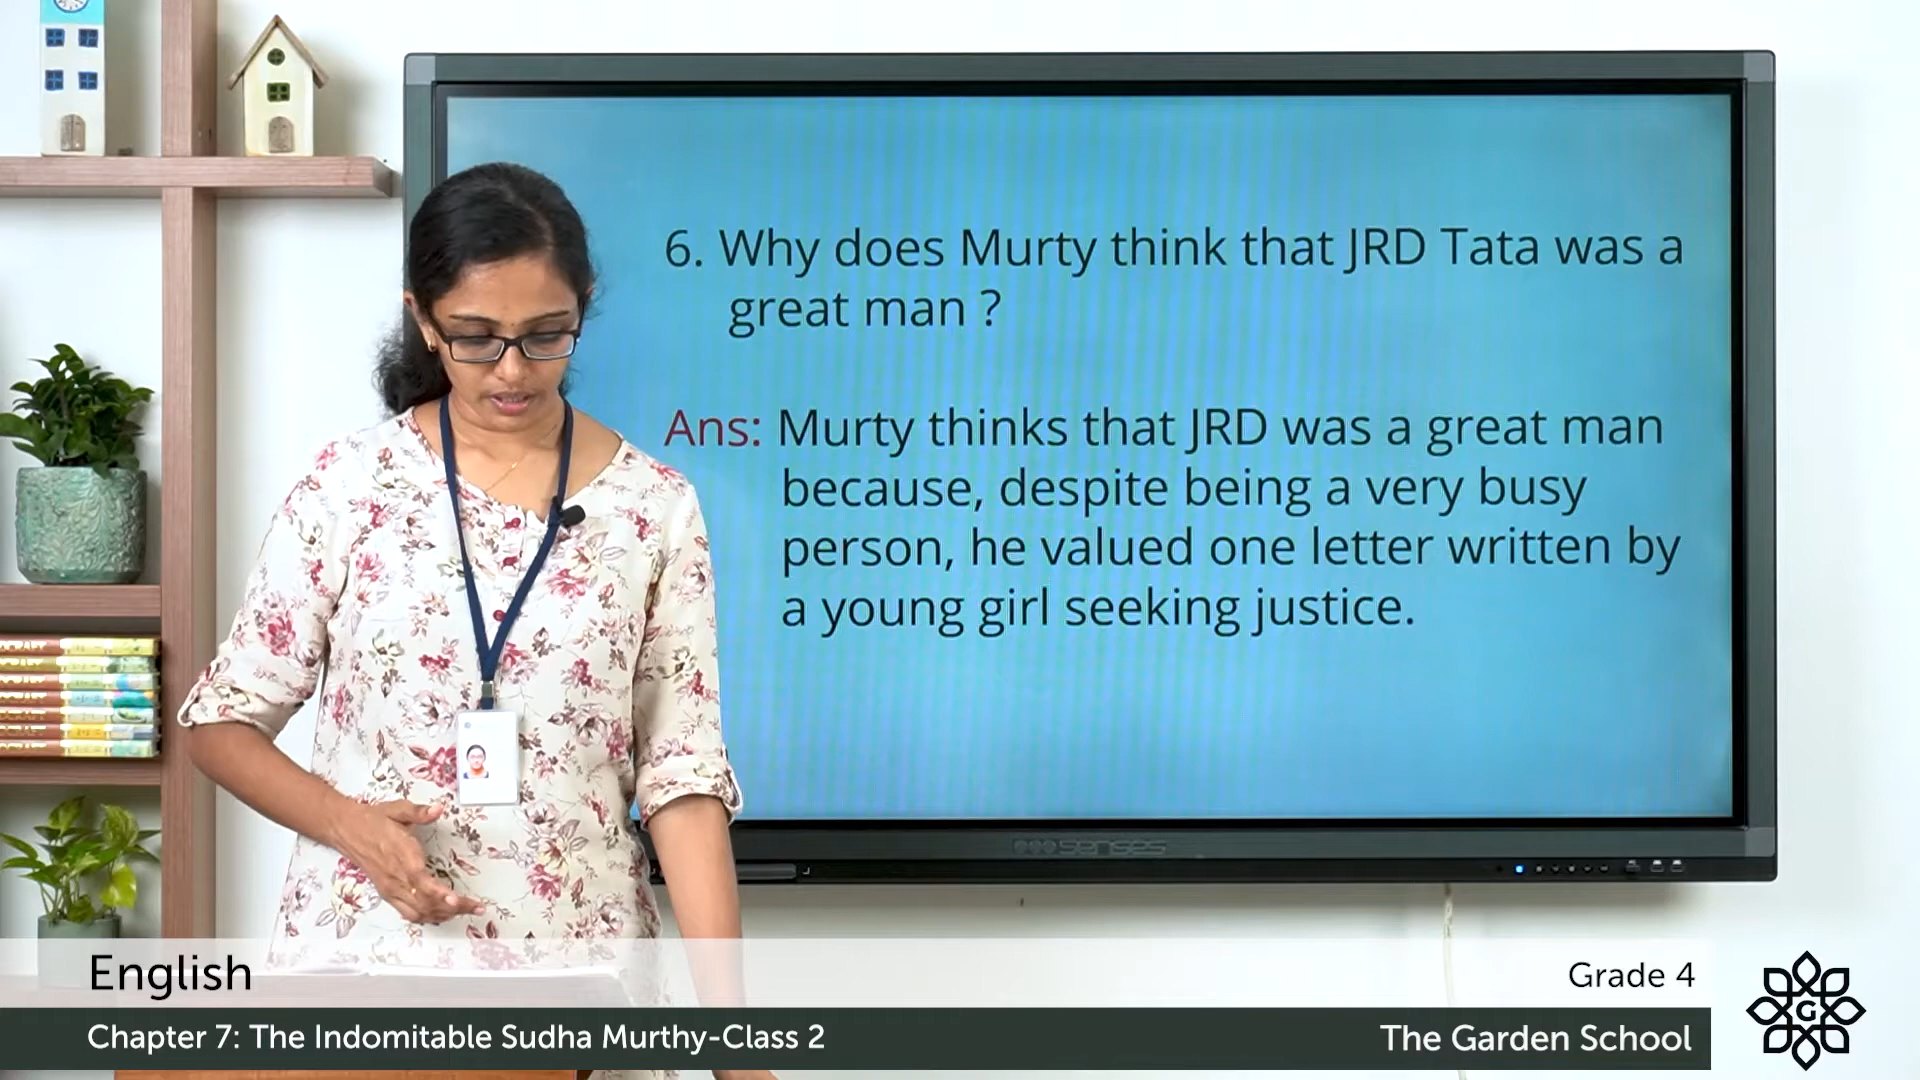 6. Why does Murty think that JRD Tata was a
great man ?
Ans: Murty thinks that JRD was a great man
because, despite being a very busy
person, he valued one letter written by
a young girl seeking justice.
senses
English
Grade 4
Chapter 7: The Indomitable Sudha Murthy-Class 2
The Garden School
G